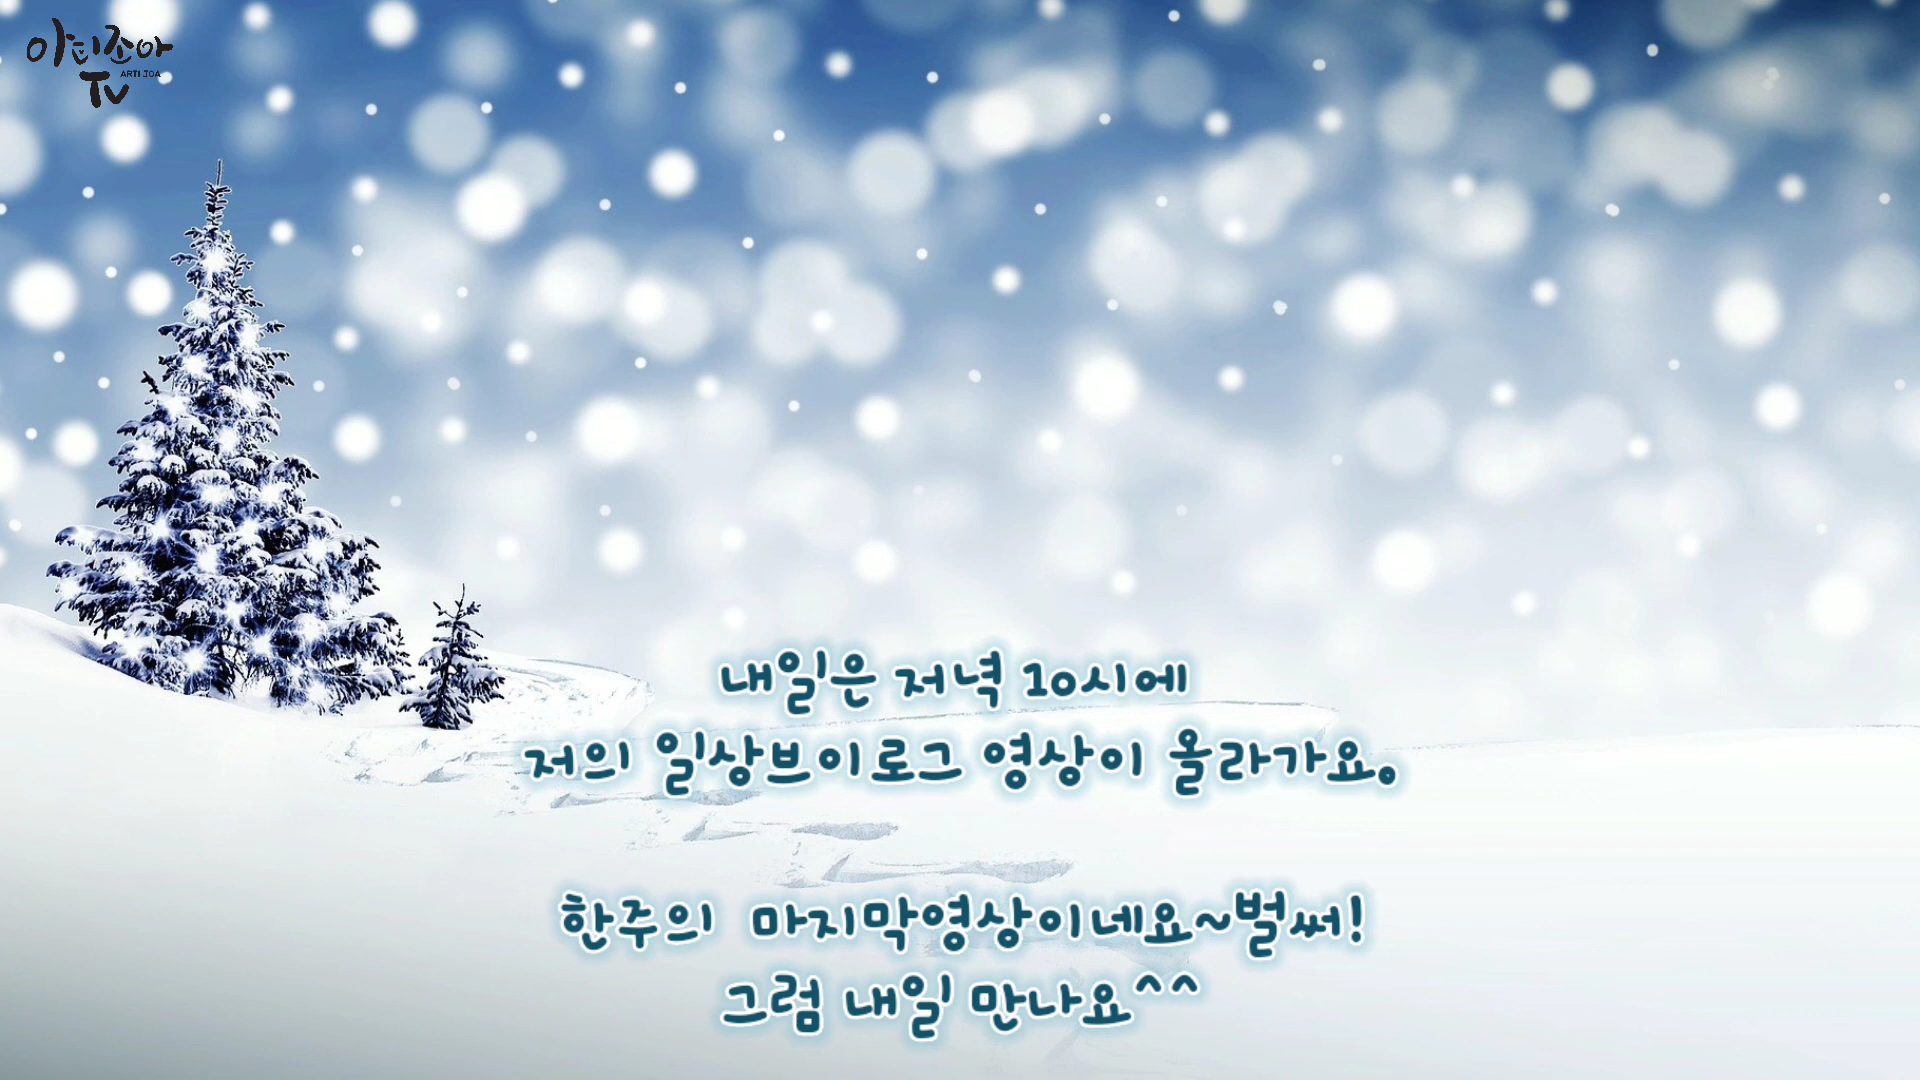 아티조아
ARTI JOA
TV
내일은 저녁 10시에
저의 일상브이로그 영상이 올라가요.
한주의 마지막영상이네요~벌써!
그럼 내일 만나요^^